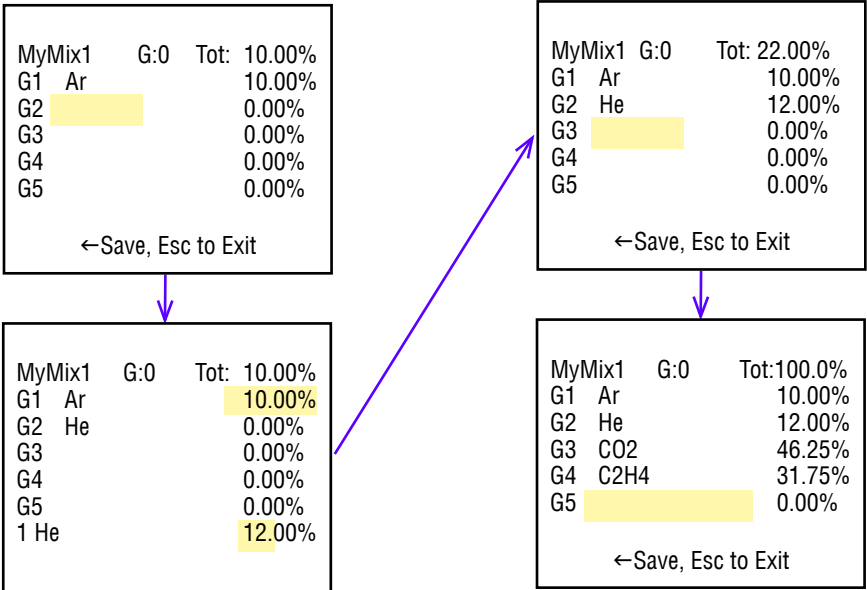 MyMix1 G:0 Tot: 10.00%
G1 Ar 10.00%
G2 0.00%
G3 0.00%
G4 0.00%
G5 0.00%
←Save, Esc to Exit
MyMix1 G:0 Tot: 10.00%
G1 Ar 10.00%
G2 He 0.00%
G3 0.00%
G4 0.00%
G5 0.00%
1 He 12.00%
MyMix1 G:0 Tot: 22.00%
G1 Ar 10.00%
G2 He 12.00%
G3 0.00%
G4 0.00%
G5 0.00%
←Save, Esc to Exit
MyMix1 G:0 Tot:100.0%
G1 Ar 10.00%
G2 He 12.00%
G3 CO2 46.25%
G4 C2H4 31.75%
G5 0.00%
←Save, Esc to Exit